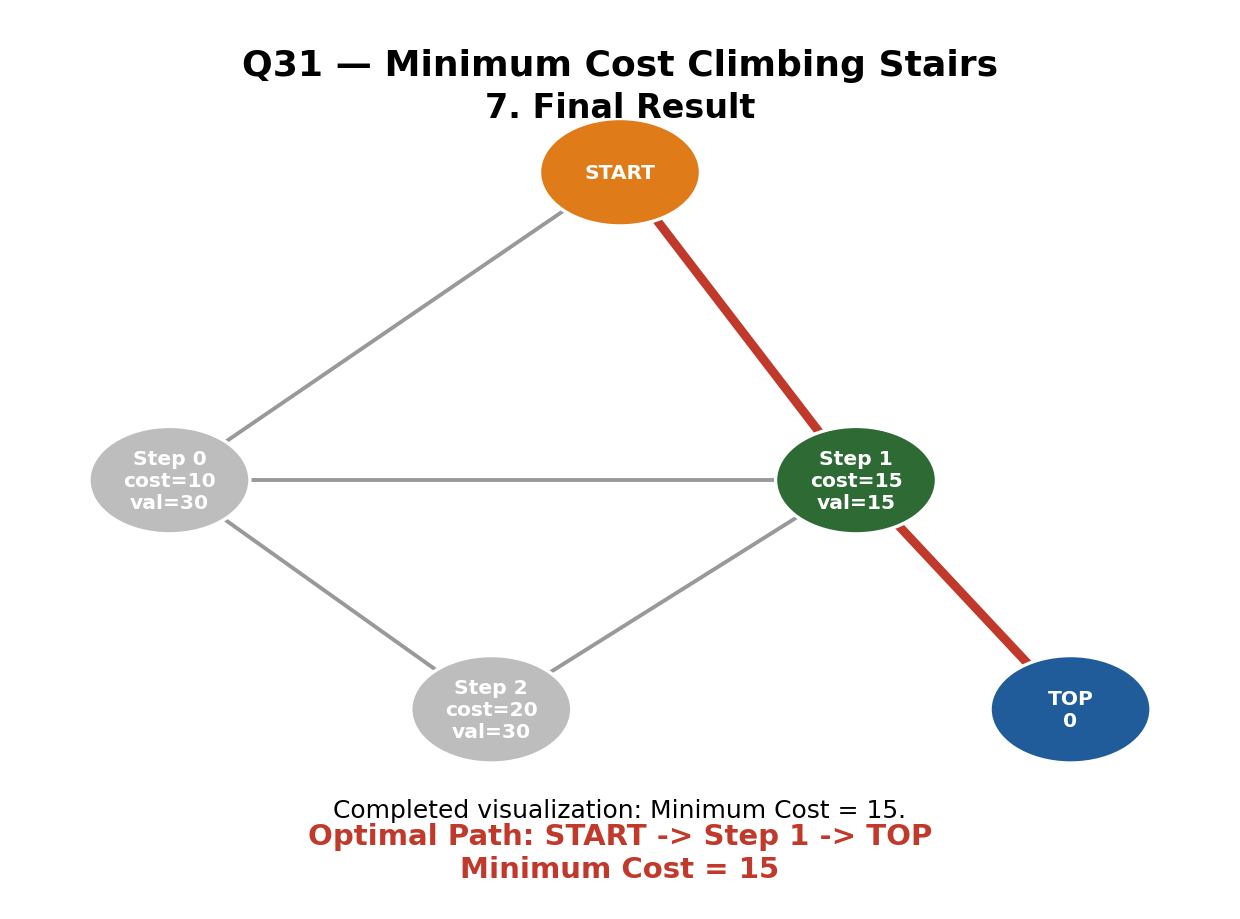 Q31 — Minimum Cost Climbing Stairs
7. Final Result
START
Step 0
cost=10
val=30
Step 1
cost=15
val=15
Step 2
cost=20
val=30
TOP
0
Completed visualization: Minimum Cost = 15.
Optimal Path: START -> Step 1 -> TOP
Minimum Cost = 15